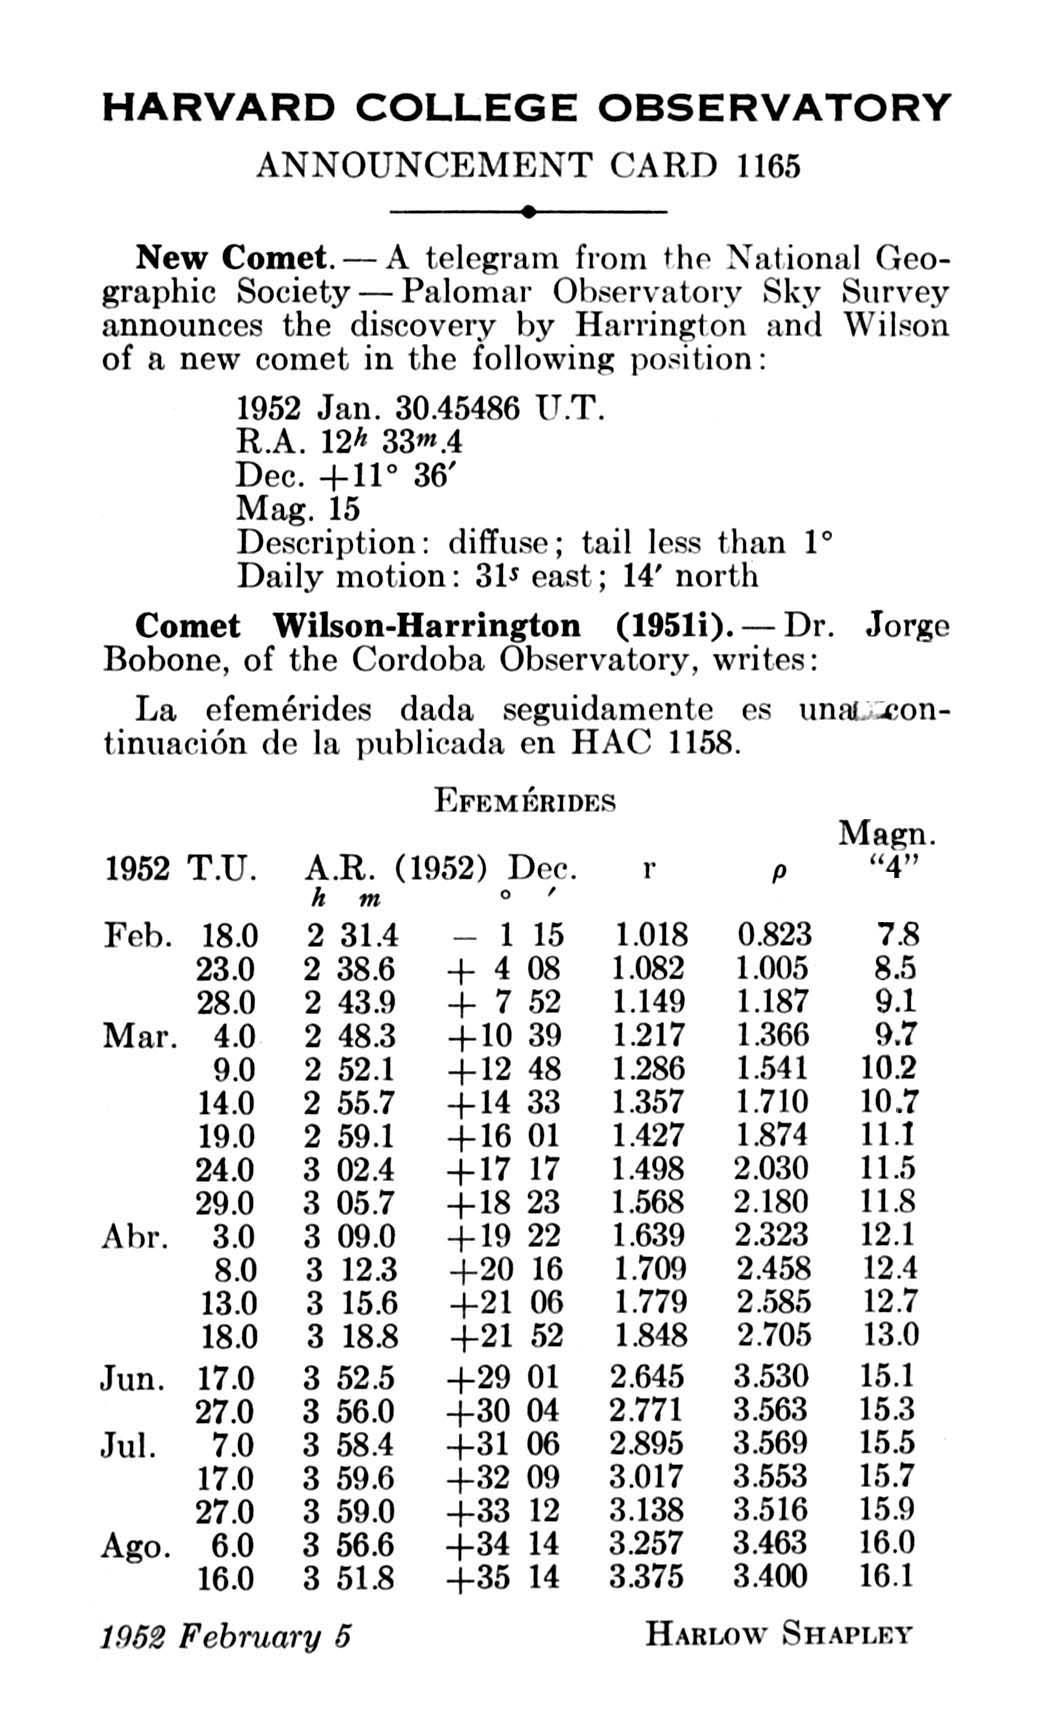 HARVARD COLLEGE OBSERVATORY
ANNOUNCEMENT CARD 1165
New Comet. — A telegram from the National Geo-
graphic Society — Palomar Observatory Sky Survey
announces the discovery by Harrington and Wilson
of a new comet in the following position:
1952 Jan. 30.45486 U.T.
R.A. 12h 33m.4
Dec. +11° 36′
Mag. 15
Description: diffuse; tail less than 1°
Daily motion: 31s east; 14′ north
Comet Wilson-Harrington (1951i). — Dr. Jorge
Bobone, of the Cordoba Observatory, writes:
La efemérides dada seguidamente es una con-
tinuación de la publicada en HAC 1158.
EFEMÉRIDES
Magn.
1952 T.U. A.R. (1952) Dec. r ρ “4”
h m ° ′
Feb. 18.0 2 31.4 − 1 15 1.018 0.823 7.8
23.0 2 38.6 + 4 08 1.082 1.005 8.5
28.0 2 43.9 + 7 52 1.149 1.187 9.1
Mar. 4.0 2 48.3 +10 39 1.217 1.366 9.7
9.0 2 52.1 +12 48 1.286 1.541 10.2
14.0 2 55.7 +14 33 1.357 1.710 10.7
19.0 2 59.1 +16 01 1.427 1.874 11.1
24.0 3 02.4 +17 17 1.498 2.030 11.5
29.0 3 05.7 +18 23 1.568 2.180 11.8
Abr. 3.0 3 09.0 +19 22 1.639 2.323 12.1
8.0 3 12.3 +20 16 1.709 2.458 12.4
13.0 3 15.6 +21 06 1.779 2.585 12.7
18.0 3 18.8 +21 52 1.848 2.705 13.0
Jun. 17.0 3 52.5 +29 01 2.645 3.530 15.1
27.0 3 56.0 +30 04 2.771 3.563 15.3
Jul. 7.0 3 58.4 +31 06 2.895 3.569 15.5
17.0 3 59.6 +32 09 3.017 3.553 15.7
27.0 3 59.0 +33 12 3.138 3.516 15.9
Ago. 6.0 3 56.6 +34 14 3.257 3.463 16.0
16.0 3 51.8 +35 14 3.375 3.400 16.1
1952 February 5 HARLOW SHAPLEY